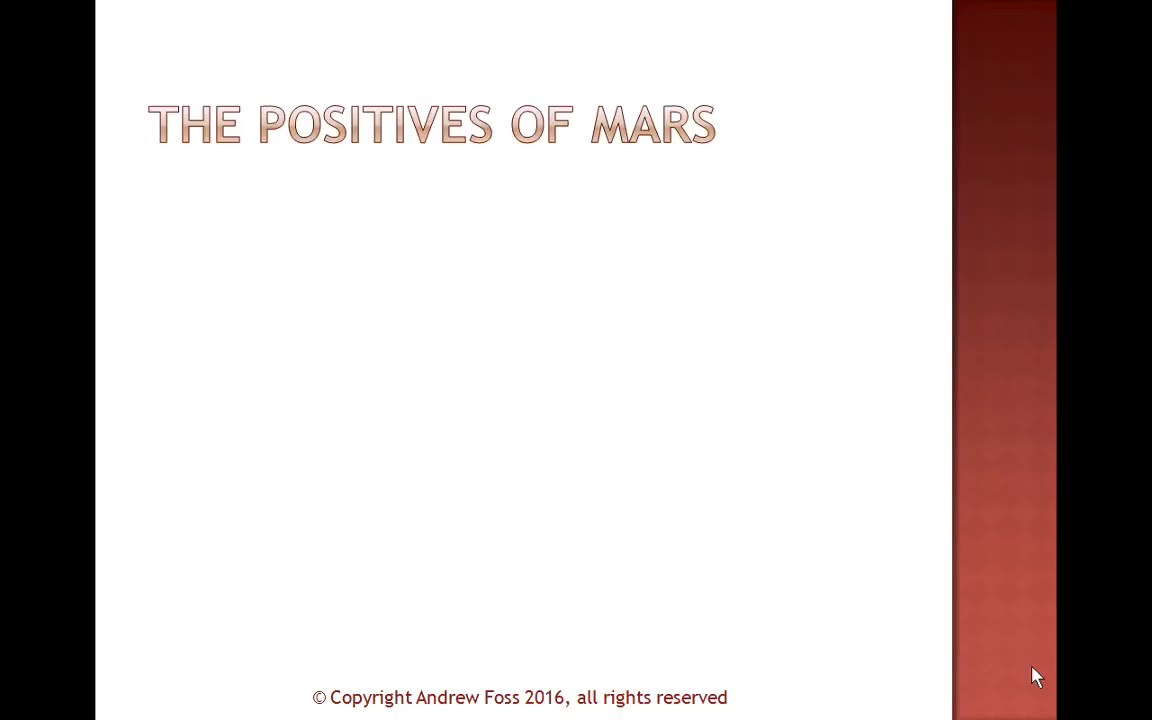 THE POSITIVES OF MARS
© Copyright Andrew Foss 2016, all rights reserved